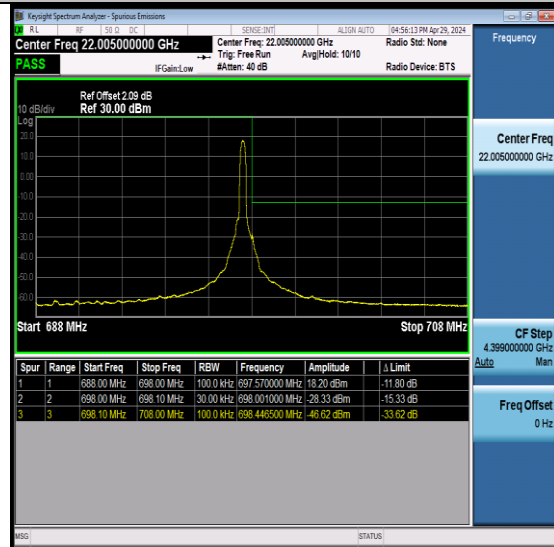 Keysight Spectrum Analyzer - Spurious Emissions
RL RF 50 Ω DC SENSE:INT ALIGN AUTO 04:56:13 PM Apr 29, 2024
Center Freq 22.005000000 GHz Center Freq: 22.005000000 GHz Radio Std: None
Trig: Free Run Avg|Hold: 10/10
PASS IFGain:Low #Atten: 40 dB Radio Device: BTS
Ref Offset 2.09 dB
10 dB/div Ref 30.00 dBm
Log
20.0
10.0
0.00
-10.0
-20.0
-30.0
-40.0
-50.0
-60.0
Start 688 MHz Stop 708 MHz
Spur Range Start Freq Stop Freq RBW Frequency Amplitude Δ Limit
1 1 688.00 MHz 698.00 MHz 100.0 kHz 697.570000 MHz 18.20 dBm -11.80 dB
2 2 698.00 MHz 698.10 MHz 30.00 kHz 698.001000 MHz -28.33 dBm -15.33 dB
3 3 698.10 MHz 708.00 MHz 100.0 kHz 698.446500 MHz -46.62 dBm -33.62 dB
MSG STATUS
Frequency
Center Freq
22.005000000 GHz
CF Step
4.399000000 GHz
Auto Man
Freq Offset
0 Hz